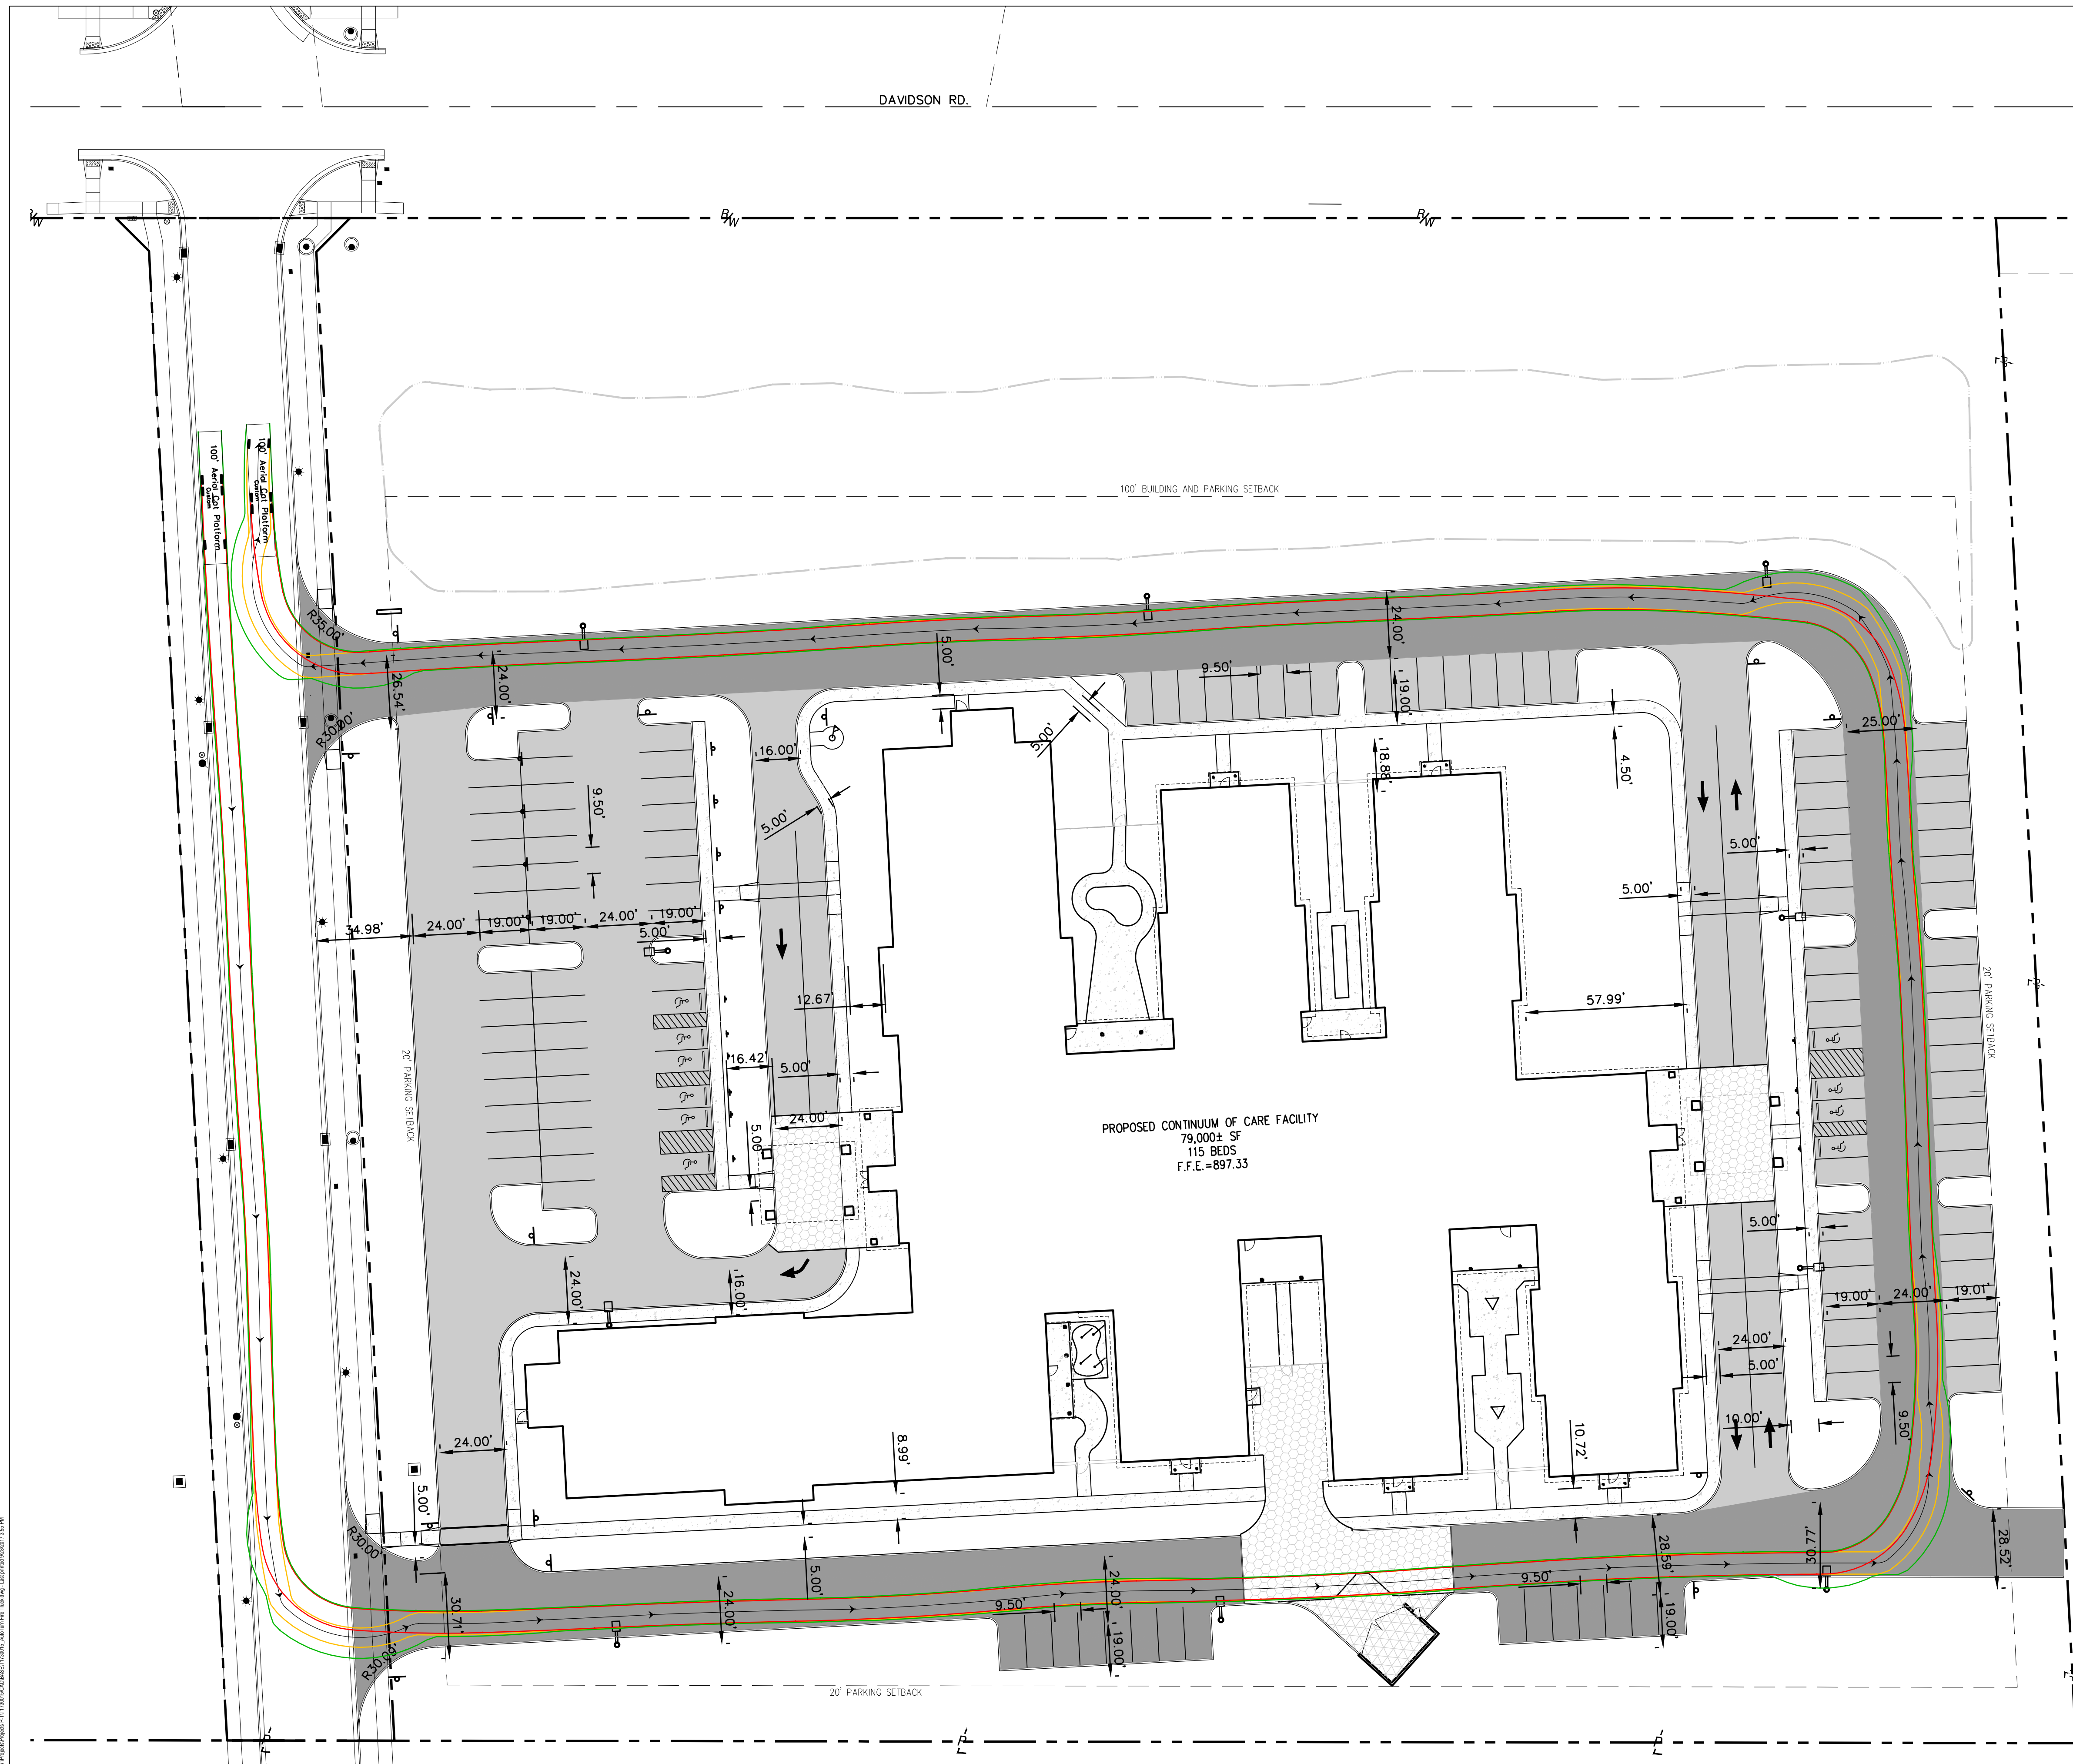 DAVIDSON RD.
R/W
R/W
R/W
100' Aerial Cat Platform
Custom
100' Aerial Cat Platform
Custom
100' BUILDING AND PARKING SETBACK
R35.00'
26.54'
24.00'
R30.00'
5.00'
24.00'
9.50'
19.00'
5.00'
16.00'
18.88'
4.50'
25.00'
9.50'
5.00'
5.00'
5.00'
34.98'
24.00'
19.00'
19.00'
24.00'
19.00'
5.00'
12.67'
57.99'
20' PARKING SETBACK
20' PARKING SETBACK
16.42'
5.00'
24.00'
5.00'
PROPOSED CONTINUUM OF CARE FACILITY
79,000± SF
115 BEDS
F.F.E.=897.33
5.00'
24.00'
16.00'
19.00'
24.00'
19.01'
24.00'
5.00'
10.00'
9.50'
24.00'
8.99'
10.72'
5.00'
R30.00'
30.71'
R30.09'
24.00'
5.00'
24.00'
9.50'
19.00'
28.59'
9.50'
19.00'
30.77'
28.52'
20' PARKING SETBACK